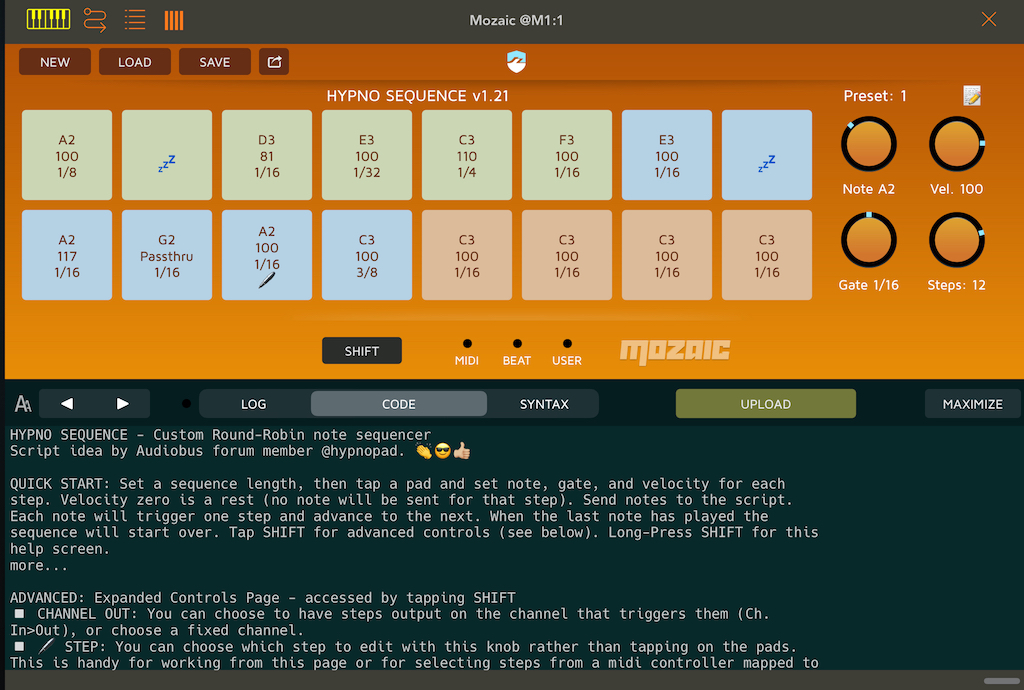 Mozaic @M1:1
NEW LOAD SAVE
HYPNO SEQUENCE v1.21
Preset: 1
A2
100
1/8
zzZ
D3
81
1/16
E3
100
1/32
C3
110
1/4
F3
100
1/16
E3
100
1/16
zzZ
Note A2
Vel. 100
A2
117
1/16
G2
Passthru
1/16
A2
100
1/16
C3
100
3/8
C3
100
1/16
C3
100
1/16
C3
100
1/16
C3
100
1/16
Gate 1/16
Steps: 12
SHIFT
MIDI BEAT USER
MOZAIC
AA
LOG CODE SYNTAX UPLOAD MAXIMIZE
HYPNO SEQUENCE - Custom Round-Robin note sequencer
Script idea by Audiobus forum member @hypnopad. 👏😎👍
QUICK START: Set a sequence length, then tap a pad and set note, gate, and velocity for each
step. Velocity zero is a rest (no note will be sent for that step). Send notes to the script.
Each note will trigger one step and advance to the next. When the last note has played the
sequence will start over. Tap SHIFT for advanced controls (see below). Long-Press SHIFT for this
help screen.
more...
ADVANCED: Expanded Controls Page - accessed by tapping SHIFT
◽ CHANNEL OUT: You can choose to have steps output on the channel that triggers them (Ch.
In>Out), or choose a fixed channel.
◽ STEP: You can choose which step to edit with this knob rather than tapping on the pads.
This is handy for working from this page or for selecting steps from a midi controller mapped to